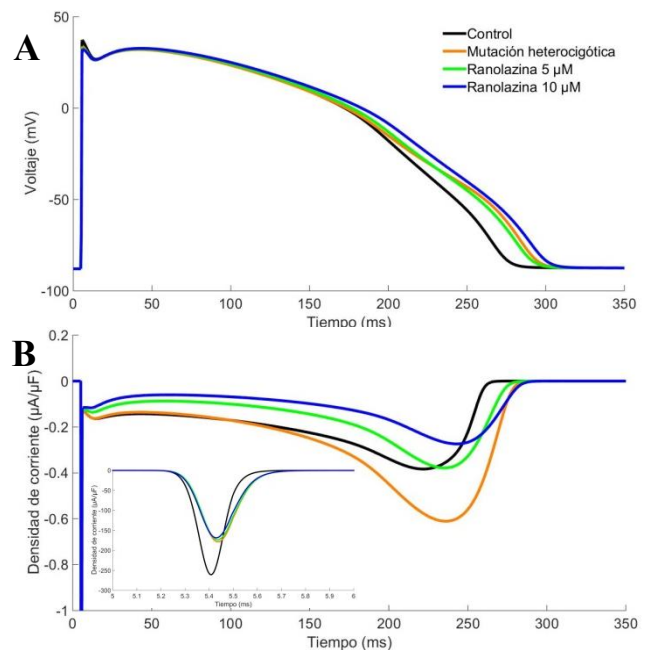 A
50
0
-50
-100
Voltaje (mV)
Control
Mutación heterocigótica
Ranolazina 5 µM
Ranolazina 10 µM
0 50 100 150 200 250 300 350
Tiempo (ms)
B
0.2
0
-0.2
-0.4
-0.6
-0.8
-1
Densidad de corriente (µA/µF)
0
-50
-100
-150
-200
-250
-300
Densidad de corriente (µA/µF)
5 5.1 5.2 5.3 5.4 5.5 5.6 5.7 5.8 5.9 6
Tiempo (ms)
0 50 100 150 200 250 300 350
Tiempo (ms)